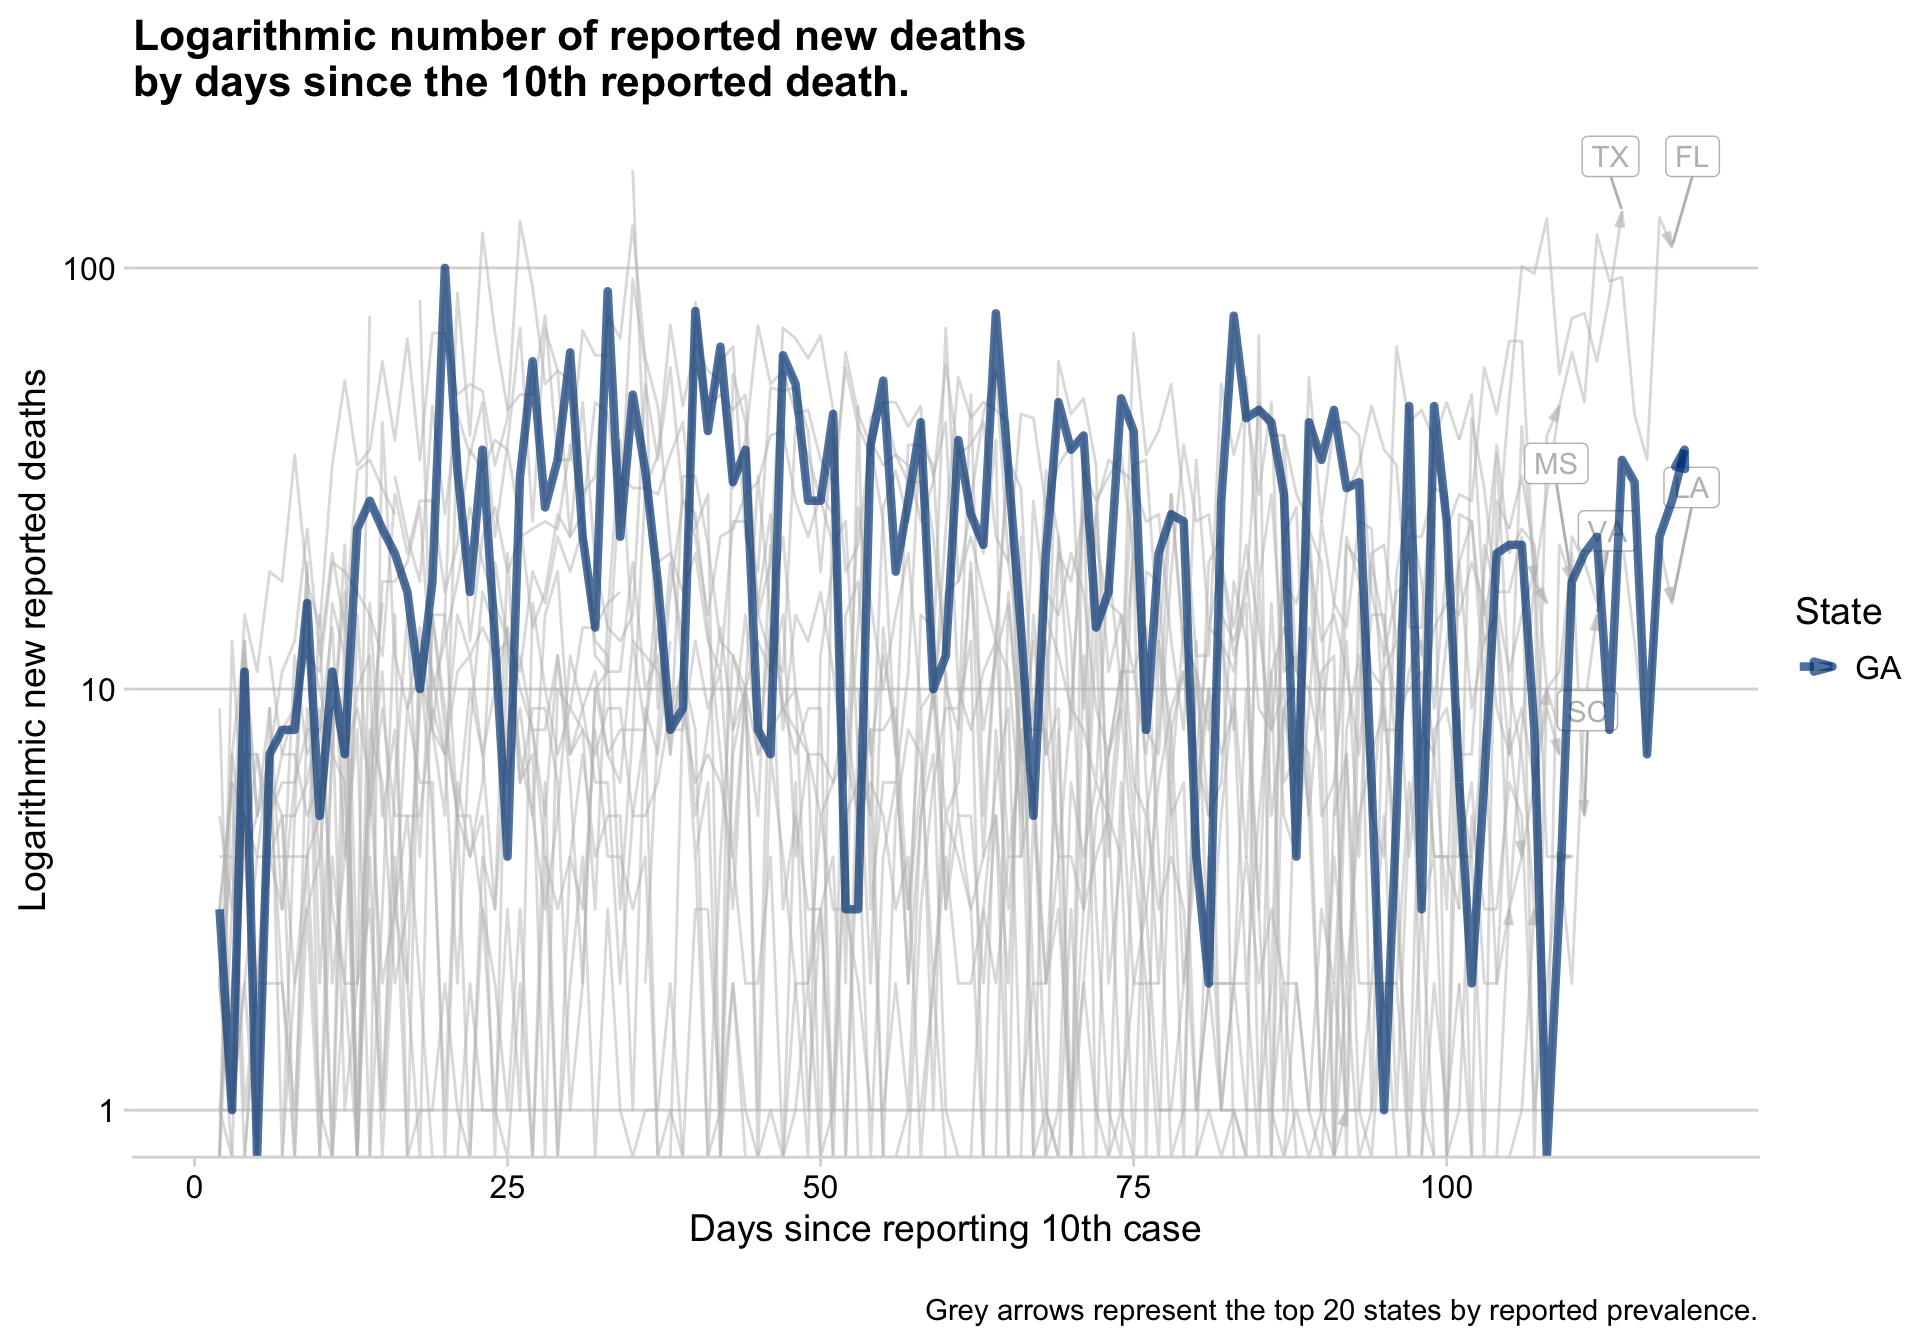 Logarithmic number of reported new deaths
by days since the 10th reported death.
TX
FL
100
MS
LA
VA
10
SC
1
0
25
50
75
100
Logarithmic new reported deaths
Days since reporting 10th case
State
GA
Grey arrows represent the top 20 states by reported prevalence.